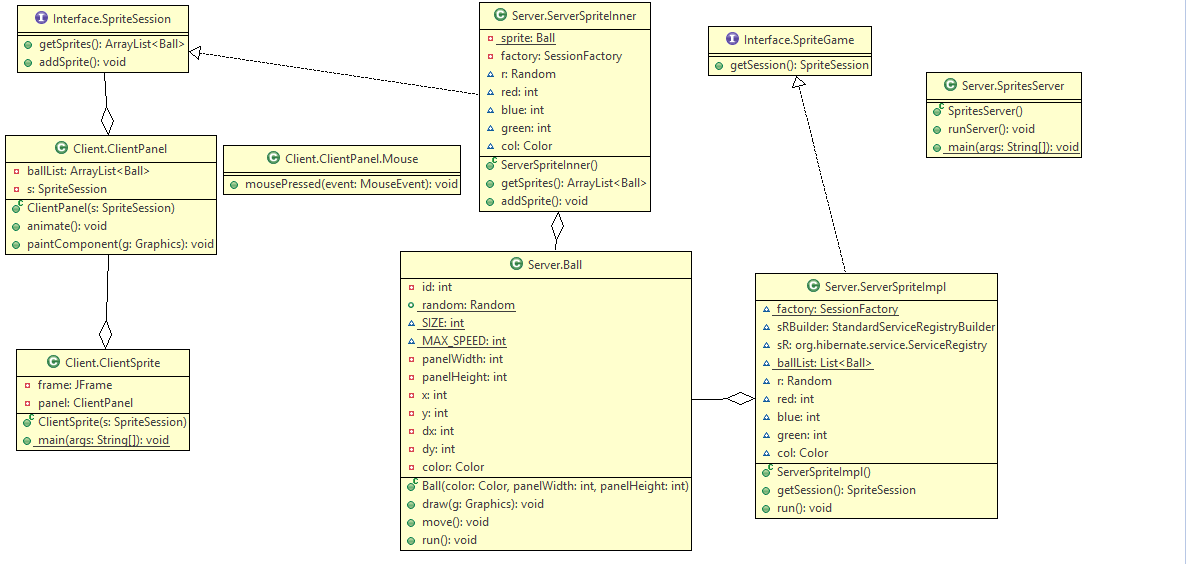 Interface.SpriteSession
getSprites(): ArrayList<Ball>
addSprite(): void
Server.ServerSpriteInner
sprite: Ball
factory: SessionFactory
r: Random
red: int
blue: int
green: int
col: Color
ServerSpriteInner()
getSprites(): ArrayList<Ball>
addSprite(): void
Interface.SpriteGame
getSession(): SpriteSession
Server.SpritesServer
SpritesServer()
runServer(): void
main(args: String[]): void
Client.ClientPanel
ballList: ArrayList<Ball>
s: SpriteSession
ClientPanel(s: SpriteSession)
animate(): void
paintComponent(g: Graphics): void
Client.ClientPanel.Mouse
mousePressed(event: MouseEvent): void
Server.Ball
id: int
random: Random
SIZE: int
MAX_SPEED: int
panelWidth: int
panelHeight: int
x: int
y: int
dx: int
dy: int
color: Color
Ball(color: Color, panelWidth: int, panelHeight: int)
draw(g: Graphics): void
move(): void
run(): void
Server.ServerSpriteImpl
factory: SessionFactory
sRBuilder: StandardServiceRegistryBuilder
sR: org.hibernate.service.ServiceRegistry
ballList: List<Ball>
r: Random
red: int
blue: int
green: int
col: Color
ServerSpriteImpl()
getSession(): SpriteSession
run(): void
Client.ClientSprite
frame: JFrame
panel: ClientPanel
ClientSprite(s: SpriteSession)
main(args: String[]): void